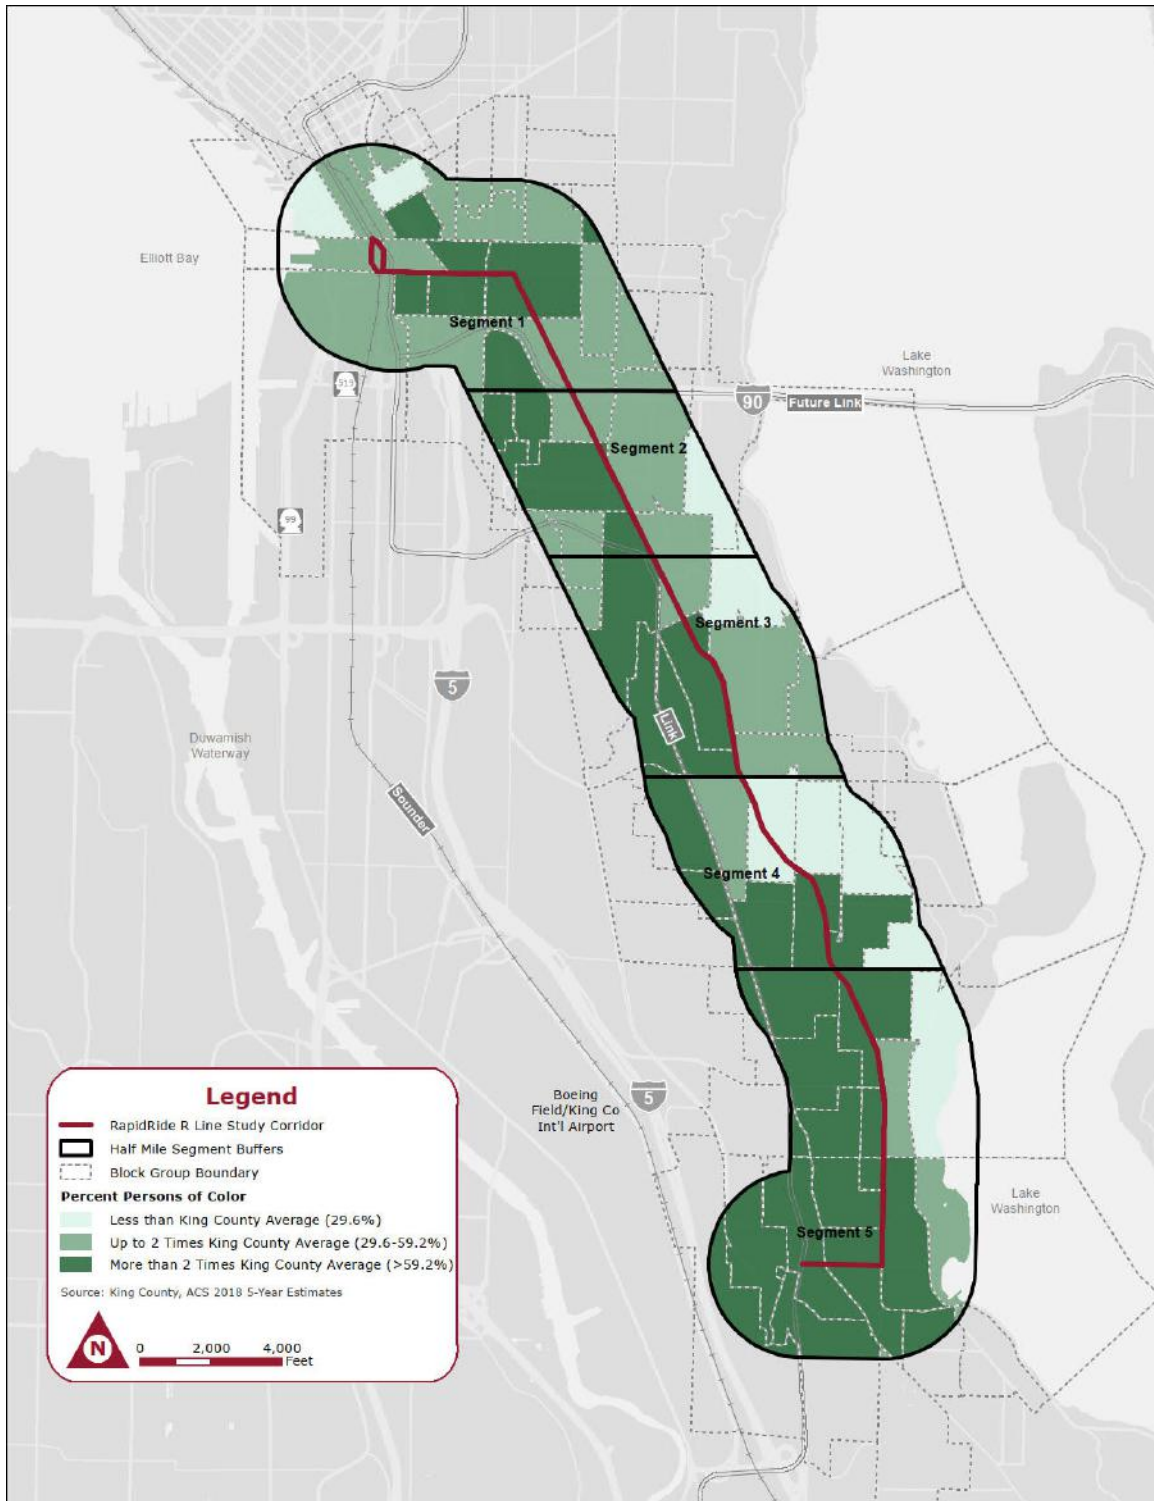 Elliott Bay
Segment 1
Lake
Washington
519
90
Future Link
Segment 2
99
Segment 3
5
Link
Duwamish
Waterway
Sounder
Segment 4
Boeing
Field/King Co
Int'l Airport
5
Lake
Washington
Segment 5
Legend
RapidRide R Line Study Corridor
Half Mile Segment Buffers
Block Group Boundary
Percent Persons of Color
Less than King County Average (29.6%)
Up to 2 Times King County Average (29.6-59.2%)
More than 2 Times King County Average (>59.2%)
Source: King County, ACS 2018 5-Year Estimates
N
0 2,000 4,000
Feet